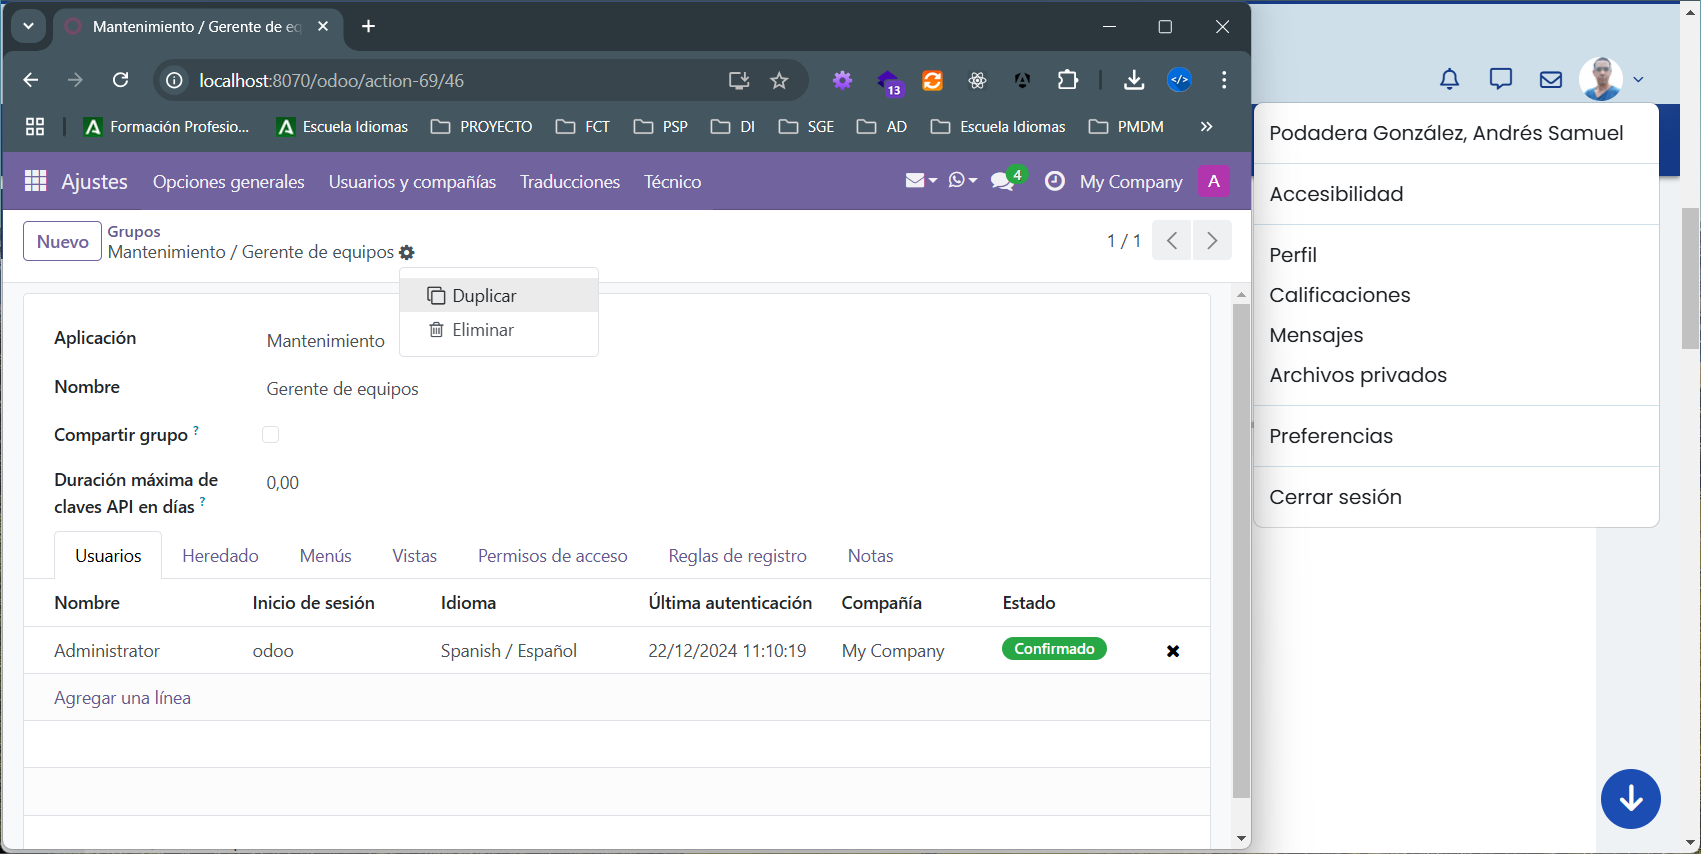 Mantenimiento / Gerente de eq
localhost:8070/odoo/action-69/46
13
Formación Profesio...
Escuela Idiomas
PROYECTO
FCT
PSP
DI
SGE
AD
Escuela Idiomas
PMDM
Ajustes
Opciones generales
Usuarios y compañías
Traducciones
Técnico
4
My Company
A
Nuevo
Grupos
Mantenimiento / Gerente de equipos
1 / 1
Duplicar
Eliminar
Aplicación
Mantenimiento
Nombre
Gerente de equipos
Compartir grupo ?
Duración máxima de
claves API en días ?
0,00
Usuarios
Heredado
Menús
Vistas
Permisos de acceso
Reglas de registro
Notas
Nombre
Inicio de sesión
Idioma
Última autenticación
Compañía
Estado
Administrator
odoo
Spanish / Español
22/12/2024 11:10:19
My Company
Confirmado
Agregar una línea
Podadera González, Andrés Samuel
Accesibilidad
Perfil
Calificaciones
Mensajes
Archivos privados
Preferencias
Cerrar sesión